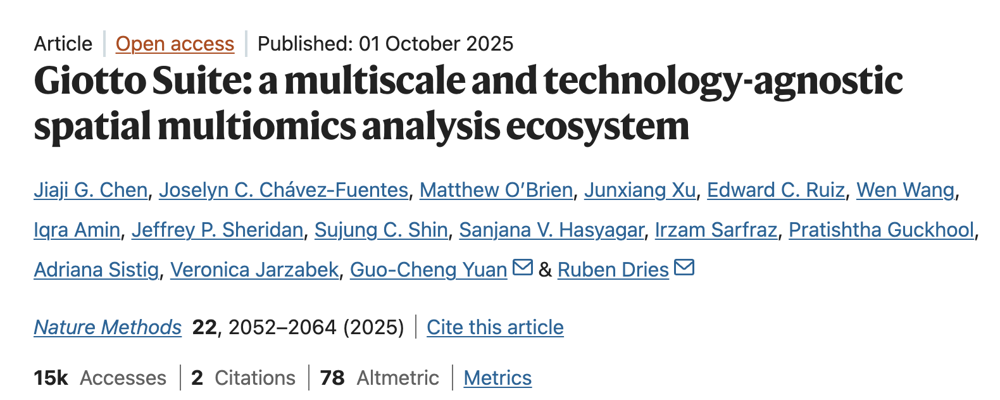 Article | Open access | Published: 01 October 2025
Giotto Suite: a multiscale and technology-agnostic
spatial multiomics analysis ecosystem
Jiaji G. Chen, Joselyn C. Chávez-Fuentes, Matthew O’Brien, Junxiang Xu, Edward C. Ruiz, Wen Wang,
Iqra Amin, Jeffrey P. Sheridan, Sujung C. Shin, Sanjana V. Hasyagar, Irzam Sarfraz, Pratishtha Guckhool,
Adriana Sistig, Veronica Jarzabek, Guo-Cheng Yuan & Ruben Dries
Nature Methods 22, 2052–2064 (2025) | Cite this article
15k Accesses | 2 Citations | 78 Altmetric | Metrics